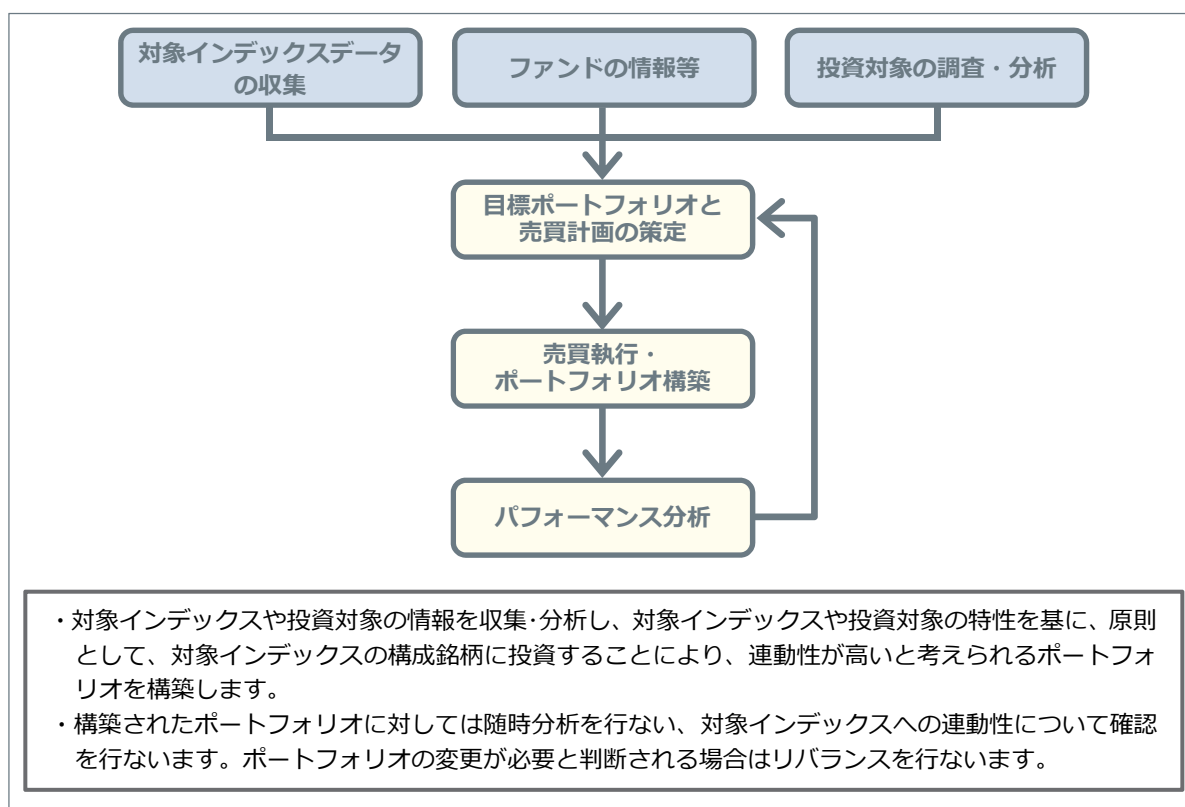 対象インデックスデータ
の収集
ファンドの情報等
投資対象の調査・分析
目標ポートフォリオと
売買計画の策定
売買執行・
ポートフォリオ構築
パフォーマンス分析
・対象インデックスや投資対象の情報を収集･分析し、対象インデックスや投資対象の特性を基に、原則
として、対象インデックスの構成銘柄に投資することにより、連動性が高いと考えられるポートフォ
リオを構築します。
・構築されたポートフォリオに対しては随時分析を行ない、対象インデックスへの連動性について確認
を行ないます。ポートフォリオの変更が必要と判断される場合はリバランスを行ないます。